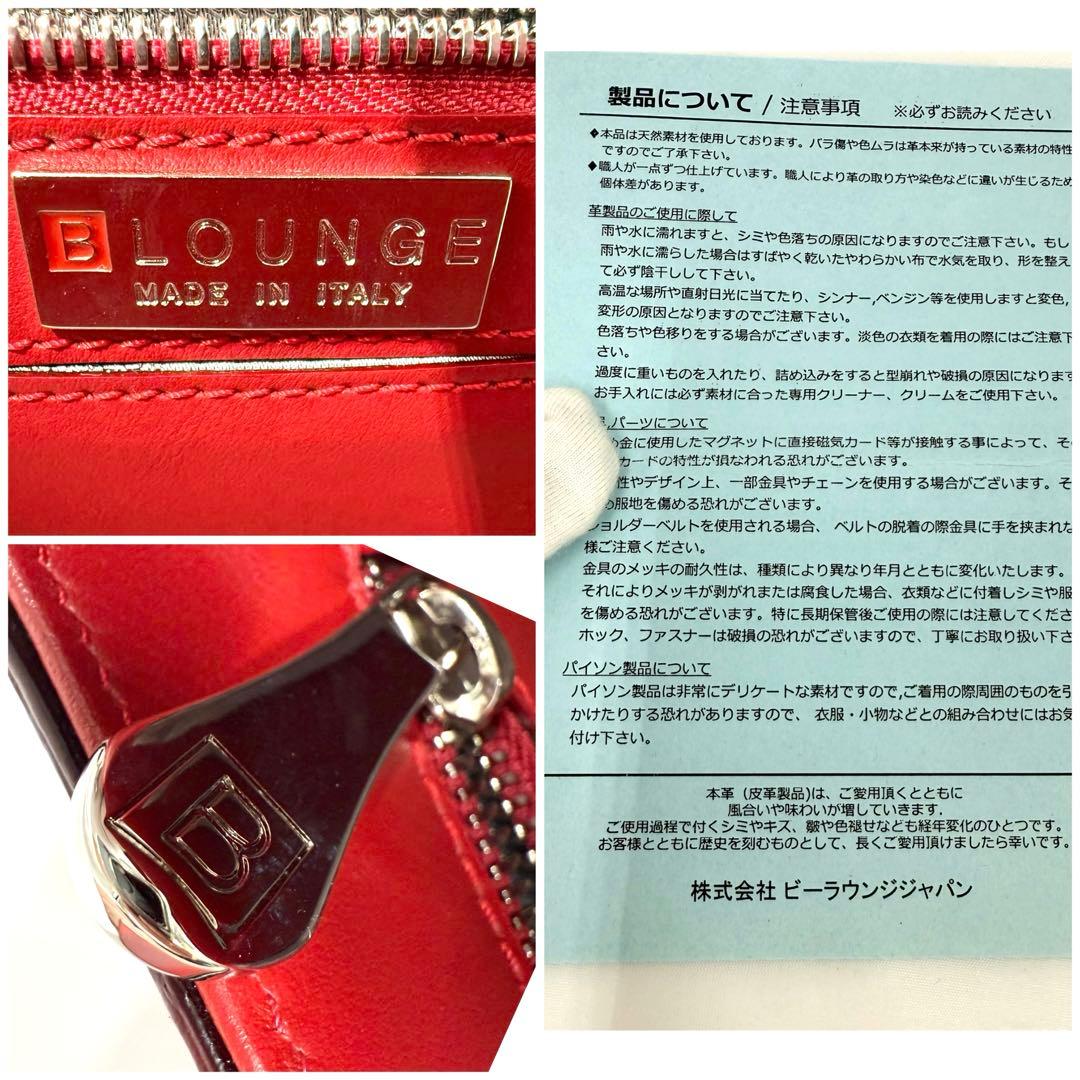 B LOUNGE
MADE IN ITALY
B
製品について / 注意事項 ※必ずお読みください
◆本品は天然素材を使用しております。バラ傷や色ムラは革本来が持っている素材の特性
ですのでご了承下さい。
◆職人が一点ずつ仕上げています。職人により革の取り方や染色などに違いが生じるため
個体差があります。
革製品のご使用に際して
雨や水に濡れますと、シミや色落ちの原因になりますのでご注意下さい。もし
雨や水に濡らした場合はすばやく乾いたやわらかい布で水気を取り、形を整え
て必ず陰干しして下さい。
高温な場所や直射日光に当てたり、シンナー,ベンジン等を使用しますと変色,
変形の原因となりますのでご注意下さい。
色落ちや色移りをする場合がございます。淡色の衣類を着用の際にはご注意下
さい。
過度に重いものを入れたり、詰め込みをすると型崩れや破損の原因になります
お手入れには必ず素材に合った専用クリーナー、クリームをご使用下さい。
,パーツについて
金に使用したマグネットに直接磁気カード等が接触する事によって、そ
カードの特性が損なわれる恐れがございます。
性やデザイン上、一部金具やチェーンを使用する場合がございます。そ
服地を傷める恐れがございます。
ショルダーベルトを使用される場合、ベルトの脱着の際金具に手を挟まれな
様ご注意ください。
金具のメッキの耐久性は、種類により異なり年月とともに変化いたします。
それによりメッキが剥がれまたは腐食した場合、衣類などに付着しシミや服
を傷める恐れがございます。特に長期保管後ご使用の際には注意してくださ
ホック、ファスナーは破損の恐れがございますので、丁寧にお取り扱い下さ
パイソン製品について
パイソン製品は非常にデリケートな素材ですので,ご着用の際周囲のものを引
かけたりする恐れがありますので、衣服・小物などとの組み合わせにはお気
付け下さい。
本革（皮革製品)は、ご愛用頂くとともに
風合いや味わいが増していきます.
ご使用過程で付くシミやキズ、皺や色褪せなども経年変化のひとつです。
お客様とともに歴史を刻むものとして、長くご愛用頂けましたら幸いです。
株式会社 ビーラウンジジャパン